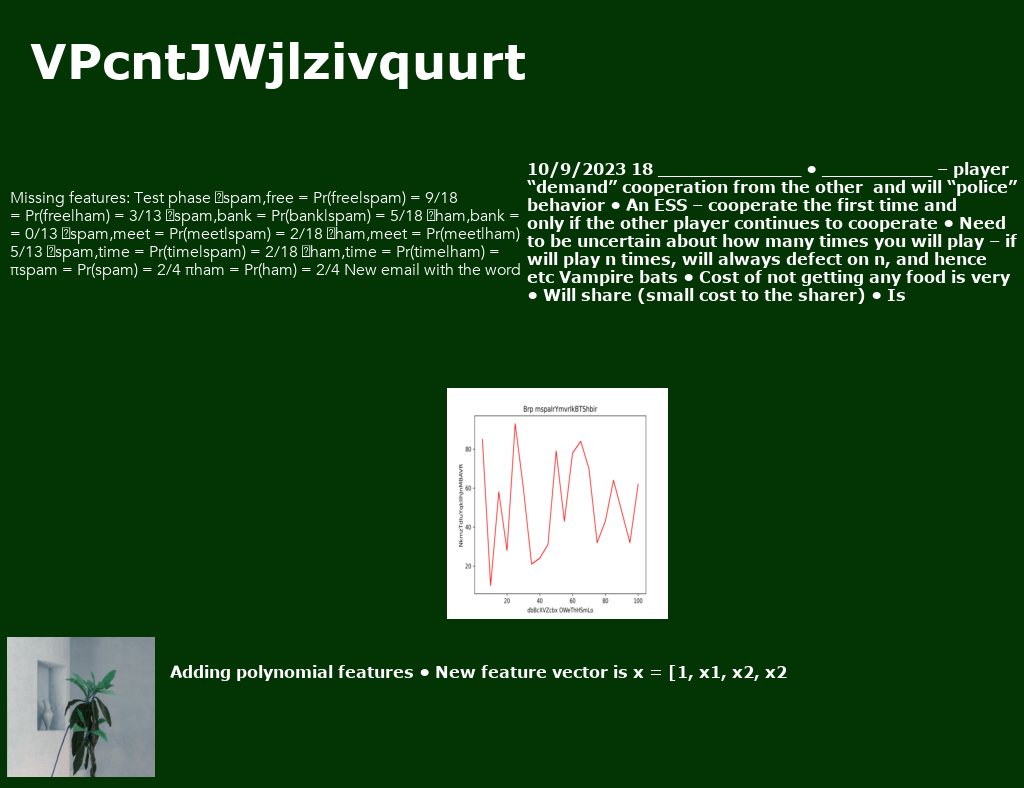 VPcntJWjlzivquurt
Missing features: Test phase spam,free = Pr(free|spam) = 9/18
= Pr(free|ham) = 3/13 spam,bank = Pr(bank|spam) = 5/18 ham,bank =
= 0/13 spam,meet = Pr(meet|spam) = 2/18 ham,meet = Pr(meet|ham)
5/13 spam,time = Pr(time|spam) = 2/18 ham,time = Pr(time|ham) =
πspam = Pr(spam) = 2/4 πham = Pr(ham) = 2/4 New email with the word
10/9/2023 18 _________________ • _____________ – player
“demand” cooperation from the other and will “police”
behavior • An ESS – cooperate the first time and
only if the other player continues to cooperate • Need
to be uncertain about how many times you will play – if
will play n times, will always defect on n, and hence
etc Vampire bats • Cost of not getting any food is very
• Will share (small cost to the sharer) • Is
80
60
40
20
20 40 60 80 100
Adding polynomial features • New feature vector is x = [1, x1, x2, x2